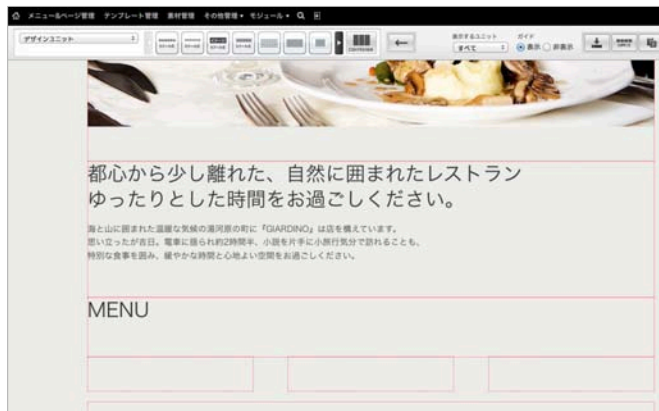 メニュー&ページ管理 テンプレート管理 素材管理 その他管理 モジュール
デザインユニット
CONTAINER
表示するユニット
すべて
ガイド
表示 非表示
都心から少し離れた、自然に囲まれたレストラン
ゆったりとした時間をお過ごしください。
海と山に囲まれた温暖な気候の湯河原の町に『GIARDINO』は店を構えています。
思い立ったが吉日。電車に揺られ約2時間半、小説を片手に小旅行気分で訪れることも、
特別な食事を囲み、緩やかな時間と心地よい空間をお過ごしください。
MENU